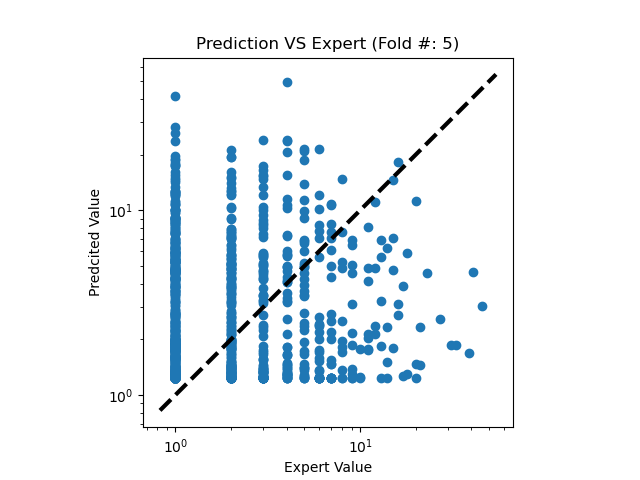 Prediction VS Expert (Fold #: 5)
Predcited Value
10¹
10⁰
10⁰
10¹
Expert Value